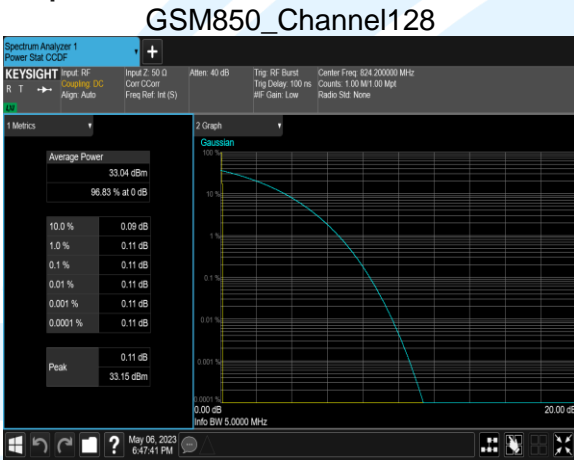 GSM850_Channel128
Spectrum Analyzer 1
Power Stat CCDF
+
KEYSIGHT Input: RF Input Z: 50 Ω Atten: 40 dB Trig: RF Burst Center Freq: 824.200000 MHz
R T Coupling: DC Corr CCorr Trig Delay: 100 ns Counts: 1.00 M/1.00 Mpt
Align: Auto Freq Ref: Int (S) #IF Gain: Low Radio Std: None
1 Metrics
2 Graph
Gaussian
Average Power
33.04 dBm
96.83 % at 0 dB
10.0 % 0.09 dB
1.0 % 0.11 dB
0.1 % 0.11 dB
0.01 % 0.11 dB
0.001 % 0.11 dB
0.0001 % 0.11 dB
Peak 0.11 dB
33.15 dBm
100 %
10 %
1 %
0.1 %
0.01 %
0.001 %
0.0001 %
0.00 dB 20.00 dB
Info BW 5.0000 MHz
?
May 06, 2023
6:47:41 PM